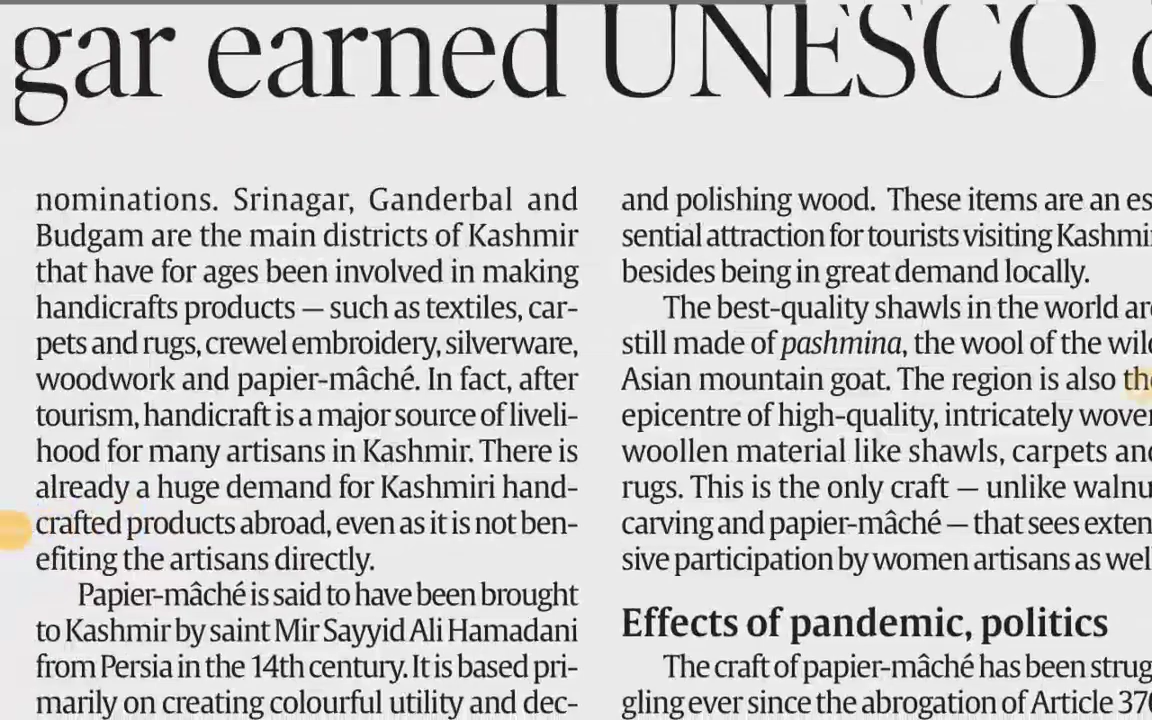 gar earned UNESCO
nominations. Srinagar, Ganderbal and
Budgam are the main districts of Kashmir
that have for ages been involved in making
handicrafts products — such as textiles, car-
pets and rugs, crewel embroidery, silverware,
woodwork and papier-mâché. In fact, after
tourism, handicraft is a major source of liveli-
hood for many artisans in Kashmir. There is
already a huge demand for Kashmiri hand-
crafted products abroad, even as it is not ben-
efiting the artisans directly.
Papier-mâché is said to have been brought
to Kashmir by saint Mir Sayyid Ali Hamadani
from Persia in the 14th century. It is based pri-
marily on creating colourful utility and dec-
and polishing wood. These items are an es
sential attraction for tourists visiting Kashmi
besides being in great demand locally.
The best-quality shawls in the world are
still made of pashmina, the wool of the wild
Asian mountain goat. The region is also the
epicentre of high-quality, intricately woven
woollen material like shawls, carpets and
rugs. This is the only craft — unlike walnu
carving and papier-mâché — that sees exten
sive participation by women artisans as well
Effects of pandemic, politics
The craft of papier-mâché has been strug
gling ever since the abrogation of Article 370